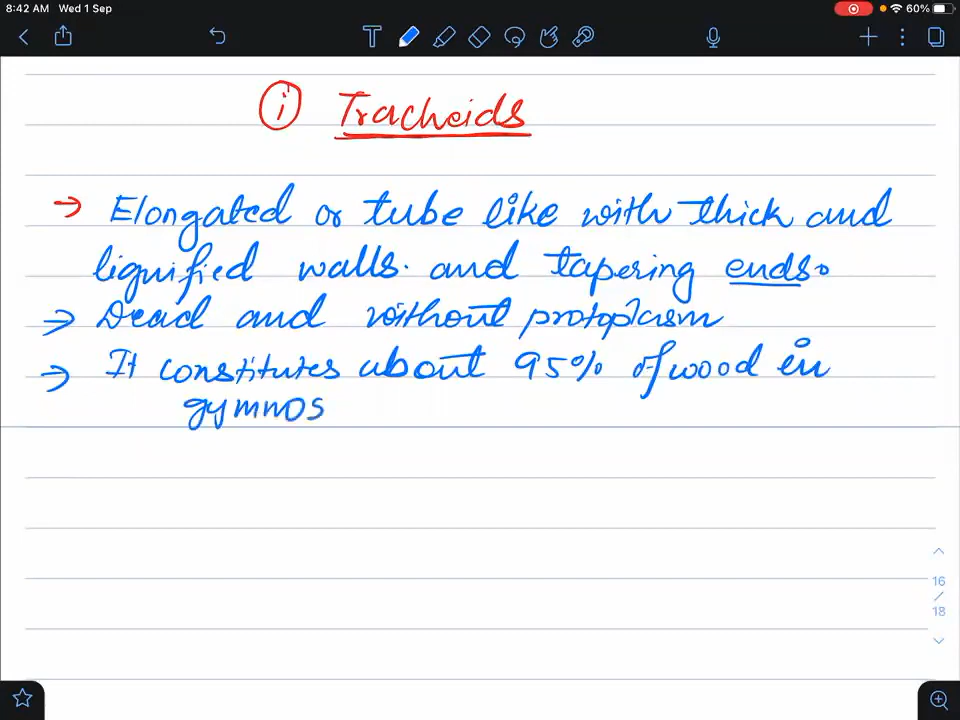 8:42 AM Wed 1 Sep
60%
i Tracheids
→ Elongated or tube like with thick and
lignified walls. and tapering ends.
→ Dead and without protoplasm
→ It constitutes about 95% of wood in
gymnos
16
/
18